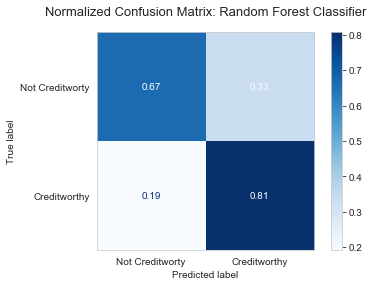 Normalized Confusion Matrix: Random Forest Classifier
Not Creditworty
Creditworthy
True label
0.67
0.33
0.19
0.81
Not Creditworty
Creditworthy
Predicted label
0.8
0.7
0.6
0.5
0.4
0.3
0.2